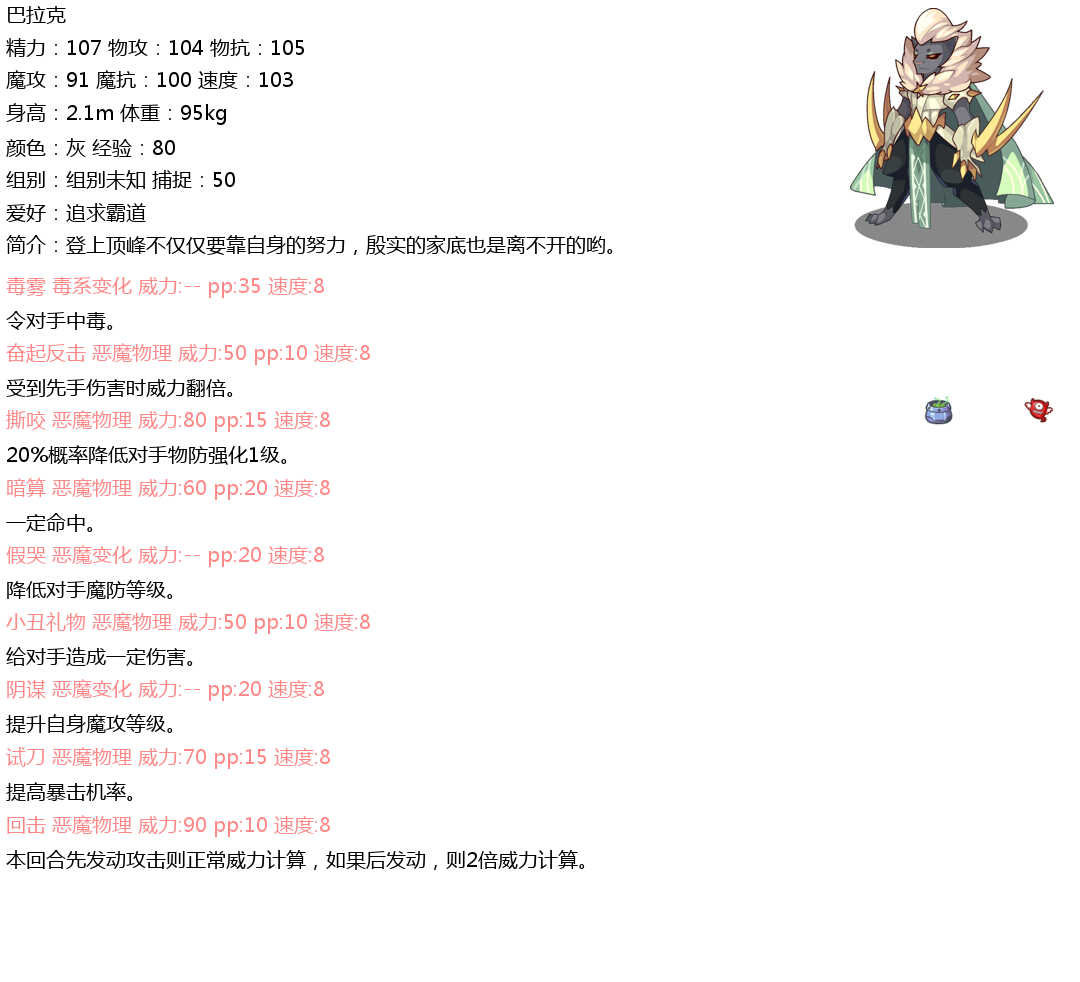 巴拉克
精力：107 物攻：104 物抗：105
魔攻：91 魔抗：100 速度：103
身高：2.1m 体重：95kg
颜色：灰 经验：80
组别：组别未知 捕捉：50
爱好：追求霸道
简介：登上顶峰不仅仅要靠自身的努力，殷实的家底也是离不开的哟。
毒雾 毒系变化 威力:-- pp:35 速度:8
令对手中毒。
奋起反击 恶魔物理 威力:50 pp:10 速度:8
受到先手伤害时威力翻倍。
撕咬 恶魔物理 威力:80 pp:15 速度:8
20%概率降低对手物防强化1级。
暗算 恶魔物理 威力:60 pp:20 速度:8
一定命中。
假哭 恶魔变化 威力:-- pp:20 速度:8
降低对手魔防等级。
小丑礼物 恶魔物理 威力:50 pp:10 速度:8
给对手造成一定伤害。
阴谋 恶魔变化 威力:-- pp:20 速度:8
提升自身魔攻等级。
试刀 恶魔物理 威力:70 pp:15 速度:8
提高暴击机率。
回击 恶魔物理 威力:90 pp:10 速度:8
本回合先发动攻击则正常威力计算，如果后发动，则2倍威力计算。